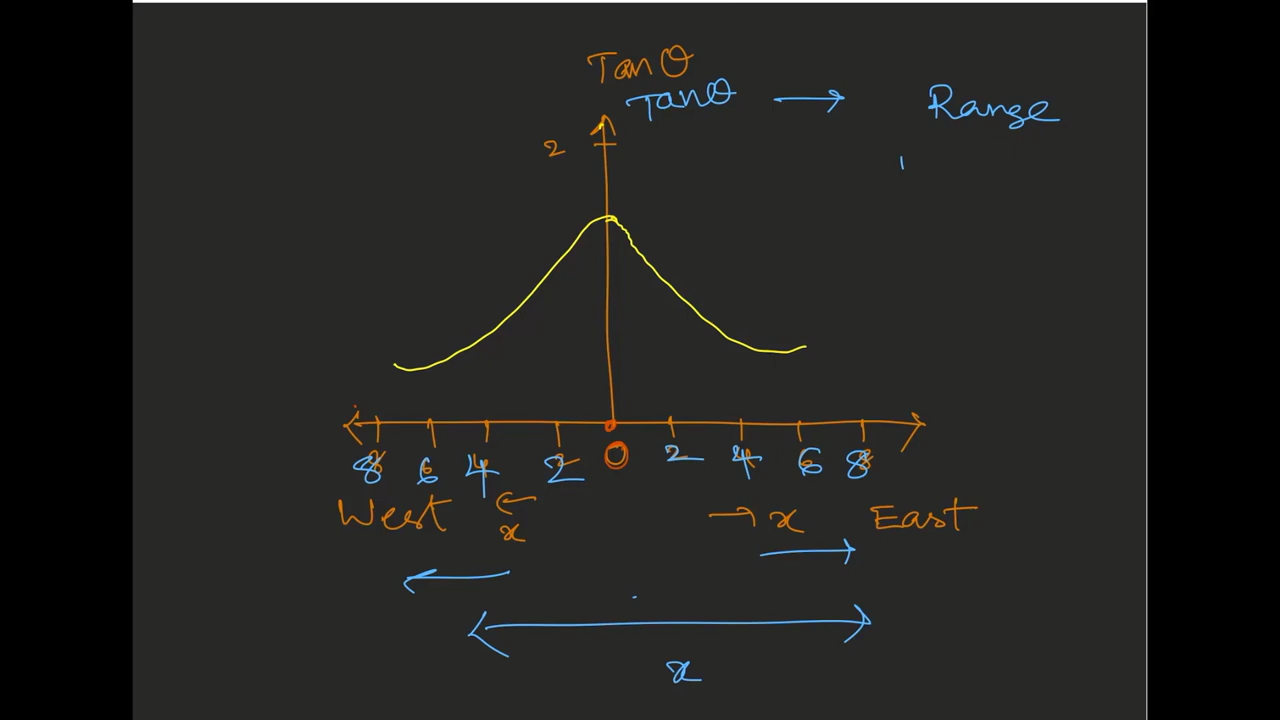 Tanθ
Tanθ → Range
2
8 6 4 2 0 2 4 6 8
West ← → x East
x
x